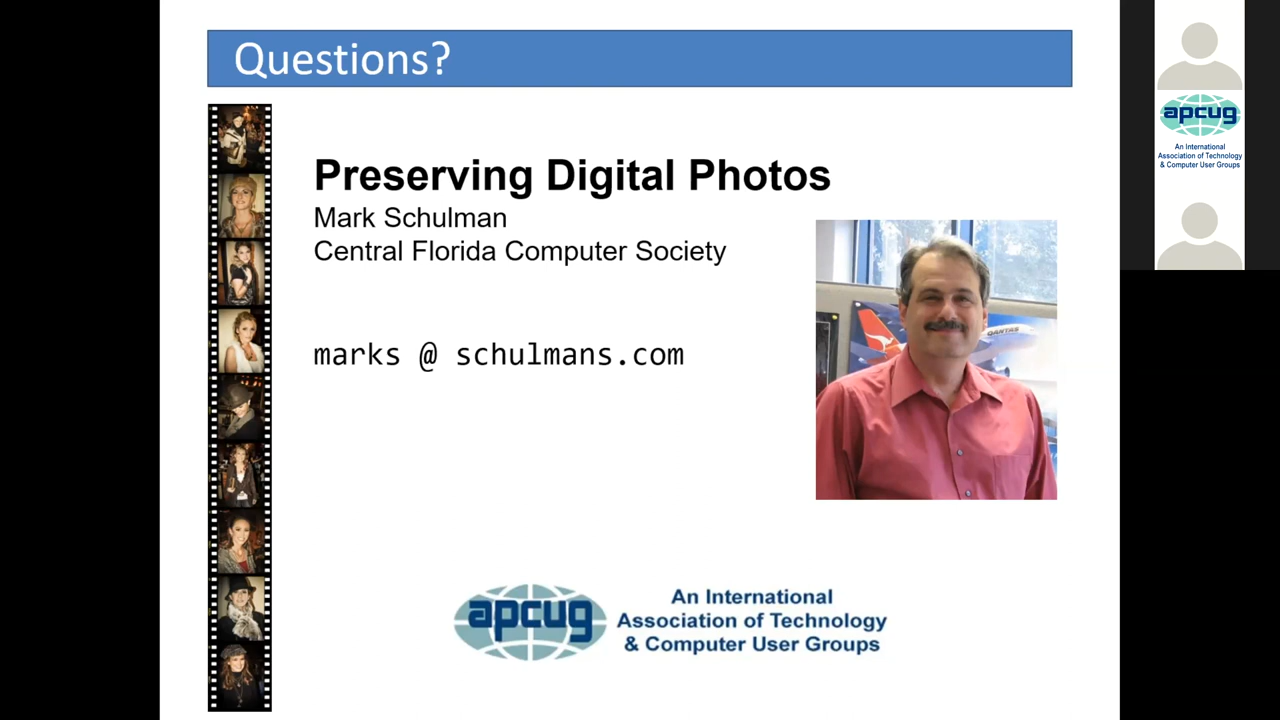 Questions?
Preserving Digital Photos
Mark Schulman
Central Florida Computer Society
QANTAS
marks @ schulmans.com
apcug
An International
Association of Technology
& Computer User Groups
apcug
An International
Association of Technology
& Computer User Groups